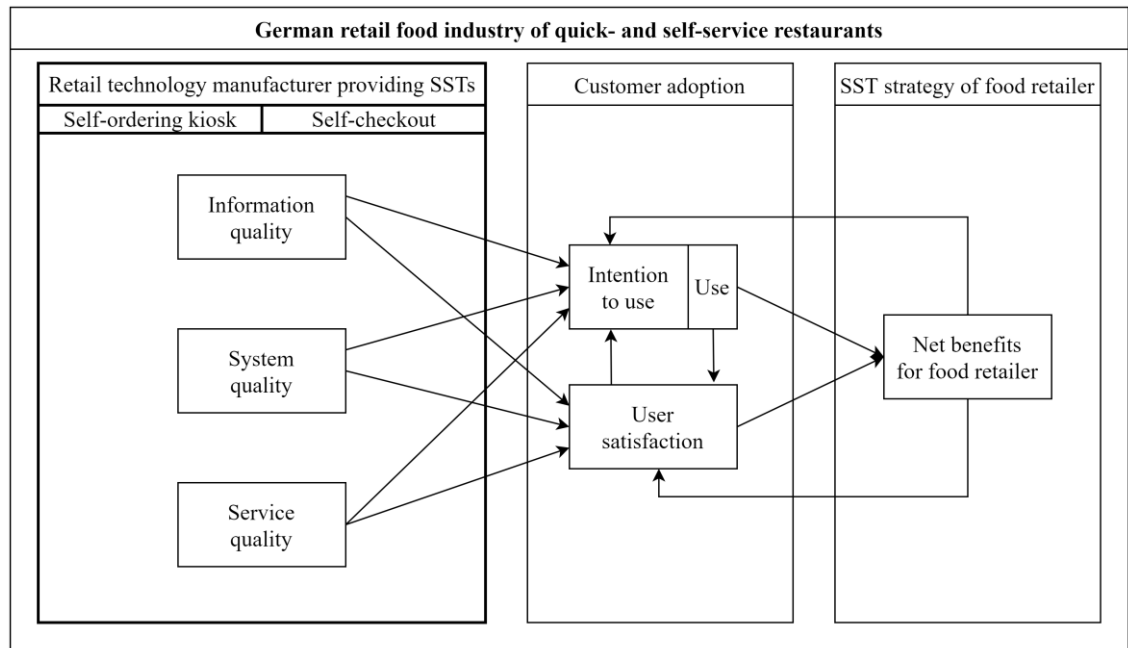 German retail food industry of quick- and self-service restaurants
Retail technology manufacturer providing SSTs
Self-ordering kiosk
Self-checkout
Information
quality
System
quality
Service
quality
Customer adoption
Intention
to use
Use
User
satisfaction
SST strategy of food retailer
Net benefits
for food retailer